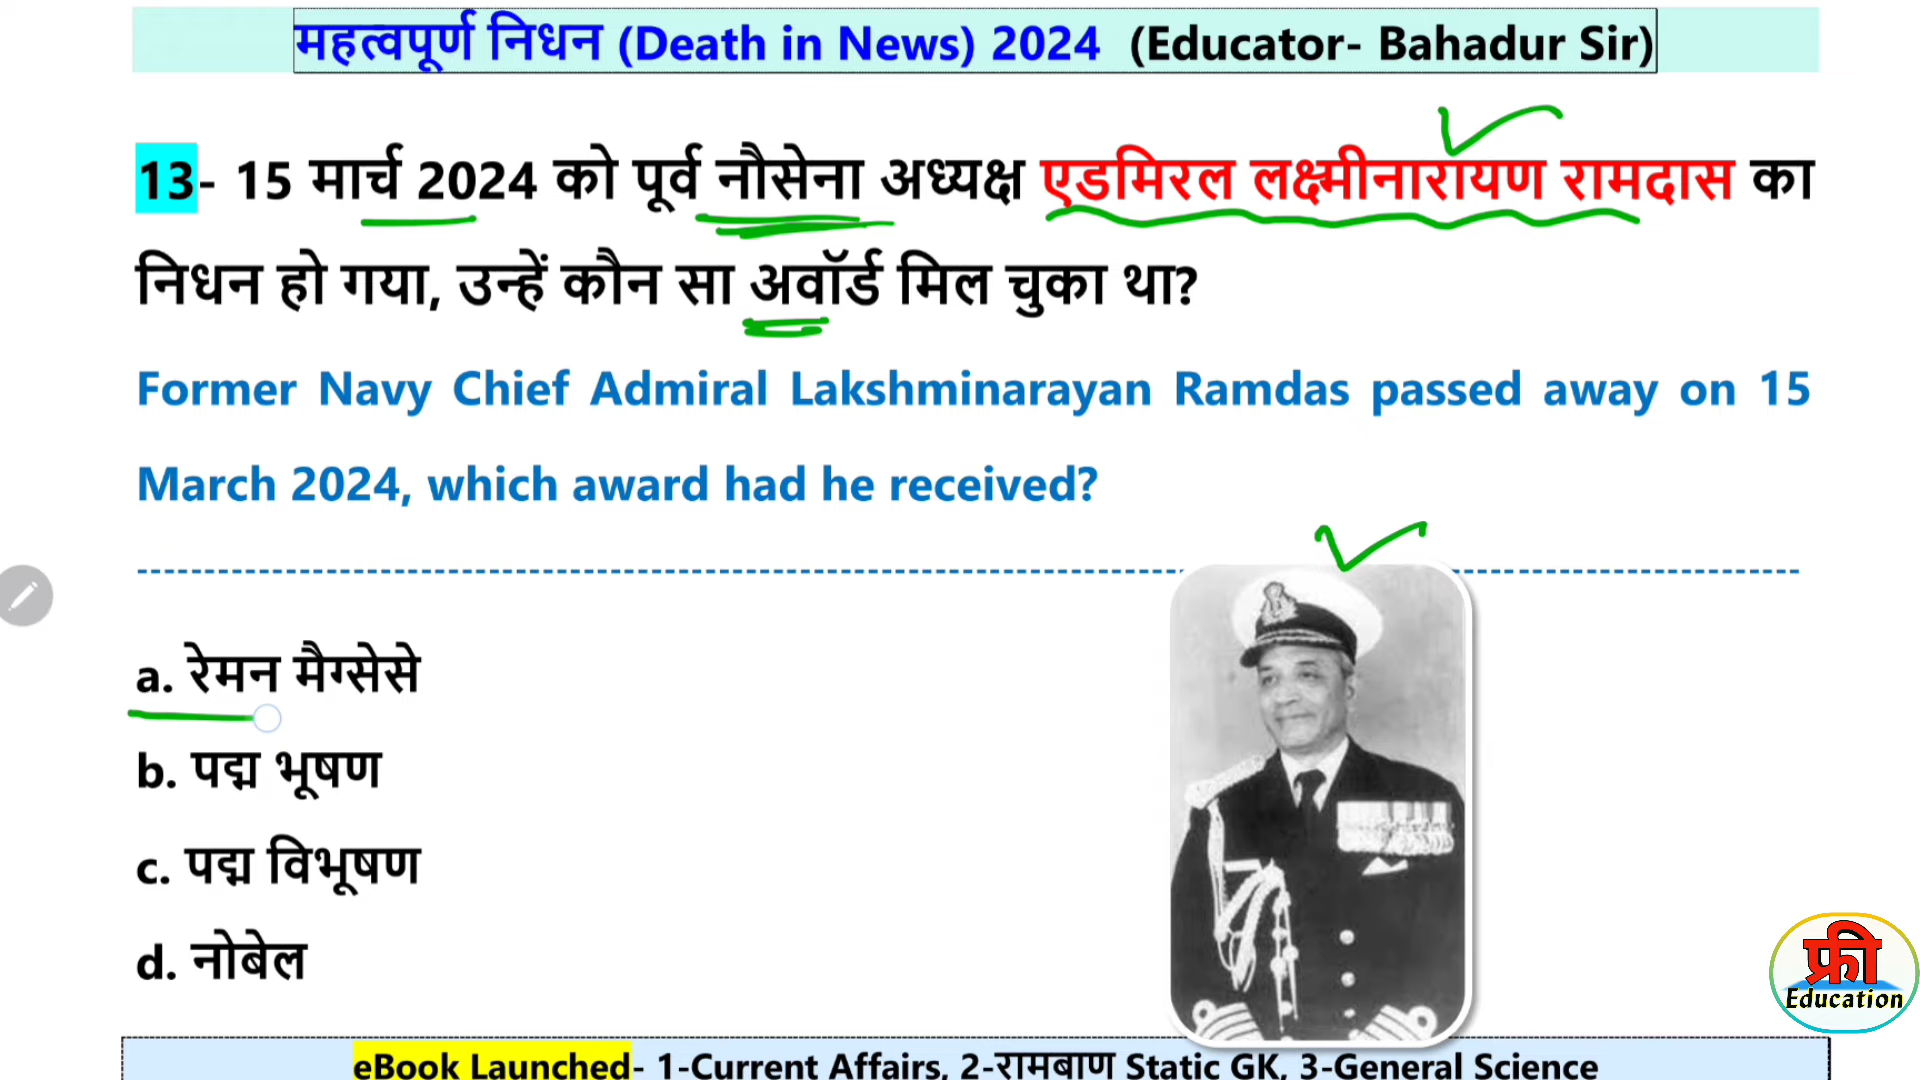 महत्वपूर्ण निधन (Death in News) 2024 (Educator- Bahadur Sir)
13- 15 मार्च 2024 को पूर्व नौसेना अध्यक्ष एडमिरल लक्ष्मीनारायण रामदास का
निधन हो गया, उन्हें कौन सा अवॉर्ड मिल चुका था?
Former Navy Chief Admiral Lakshminarayan Ramdas passed away on 15
March 2024, which award had he received?
a. रेमन मैग्सेसे
b. पद्म भूषण
c. पद्म विभूषण
d. नोबेल
फ्री
Education
eBook Launched- 1-Current Affairs, 2-रामबाण Static GK, 3-General Science